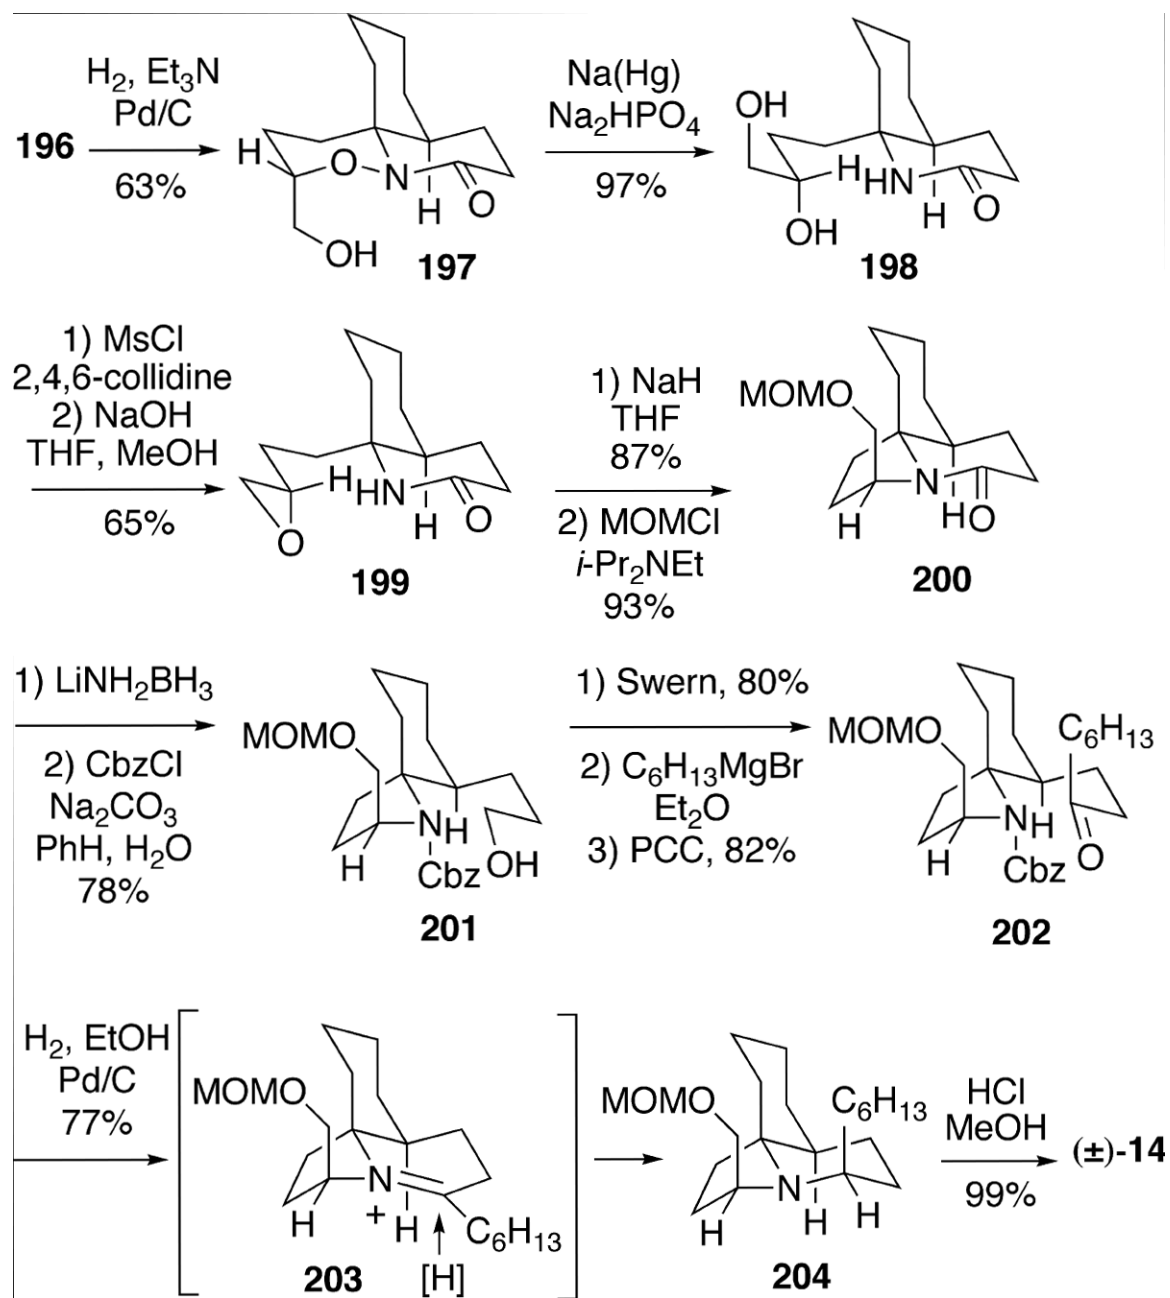 196
H₂, Et₃N
Pd/C
63%
H
O
N
H
O
OH
197
Na(Hg)
Na₂HPO₄
97%
OH
H
HN
H
O
OH
198
1) MsCl
2,4,6-collidine
2) NaOH
THF, MeOH
65%
H
HN
H
O
O
199
1) NaH
THF
87%
2) MOMCl
i-Pr₂NEt
93%
MOMO
N
H
HO
200
1) LiNH₂BH₃
2) CbzCl
Na₂CO₃
PhH, H₂O
78%
MOMO
N
H
H
Cbz
OH
201
1) Swern, 80%
2) C₆H₁₃MgBr
Et₂O
3) PCC, 82%
MOMO
C₆H₁₃
N
H
H
Cbz
O
202
H₂, EtOH
Pd/C
77%
MOMO
N
+
H
H
C₆H₁₃
203
[H]
MOMO
C₆H₁₃
N
H
H
H
204
HCl
MeOH
99%
(±)-14